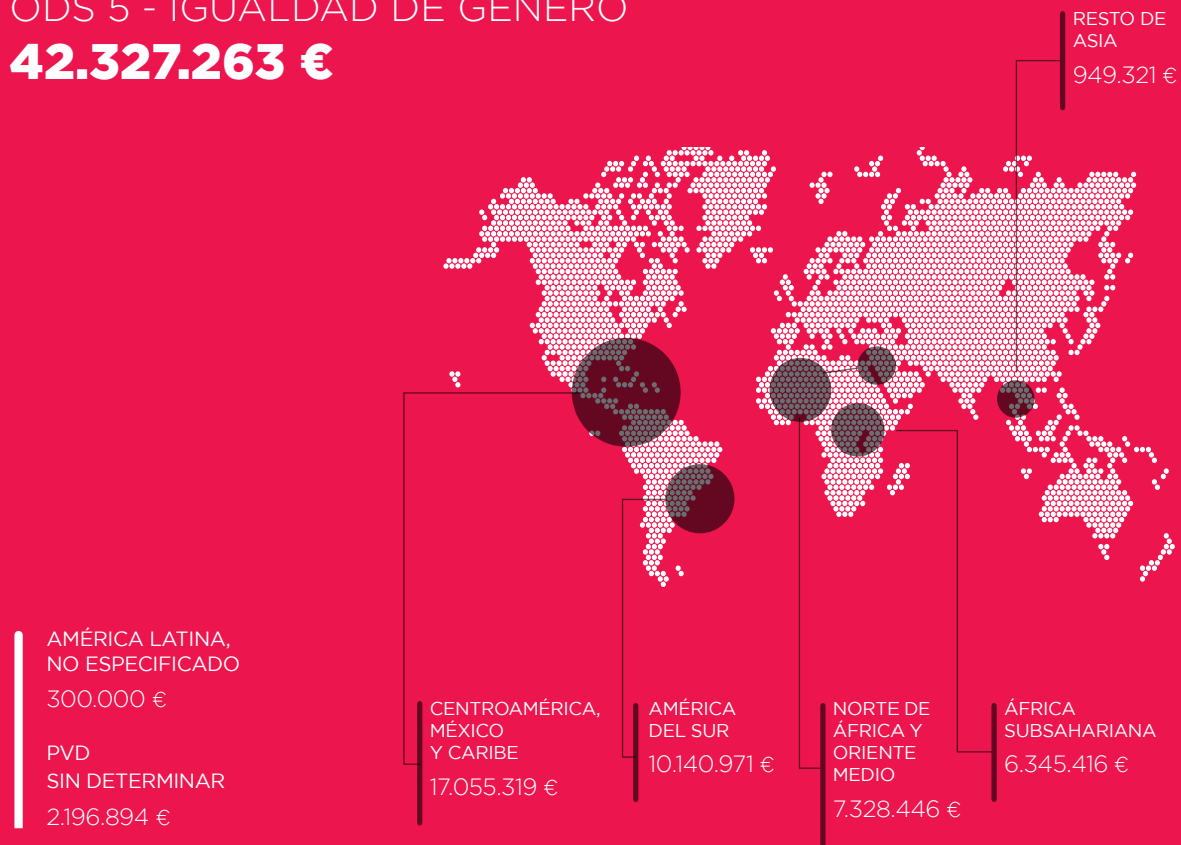 ODS 5 - IGUALDAD DE GÉNERO
42.327.263 €
RESTO DE
ASIA
949.321 €
AMÉRICA LATINA,
NO ESPECIFICADO
300.000 €
PVD
SIN DETERMINAR
2.196.894 €
CENTROAMÉRICA,
MÉXICO
Y CARIBE
17.055.319 €
AMÉRICA
DEL SUR
10.140.971 €
NORTE DE
ÁFRICA Y
ORIENTE
MEDIO
7.328.446 €
ÁFRICA
SUBSAHARIANA
6.345.416 €